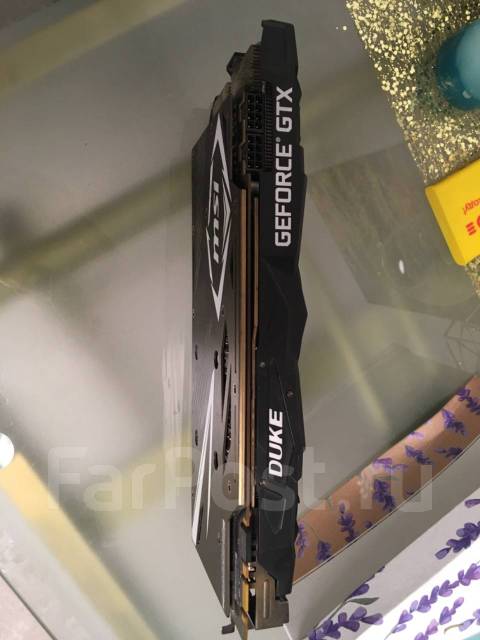 GEFORCE® GTX
msi
DUKE
FarPost.ru